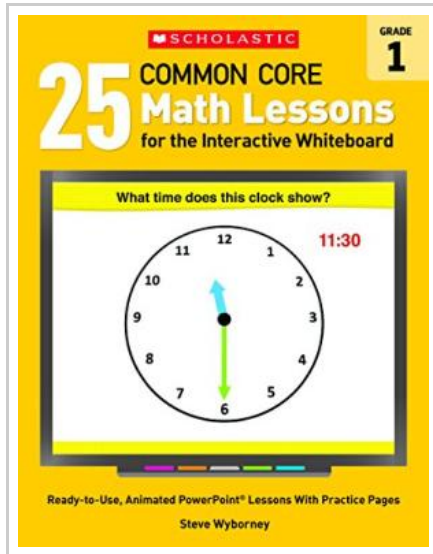 SCHOLASTIC
GRADE
1
25
COMMON CORE
Math Lessons
for the Interactive Whiteboard
What time does this clock show?
11:30
12
1
2
3
4
5
6
7
8
9
10
11
Ready-to-Use, Animated PowerPoint® Lessons With Practice Pages
Steve Wyborney